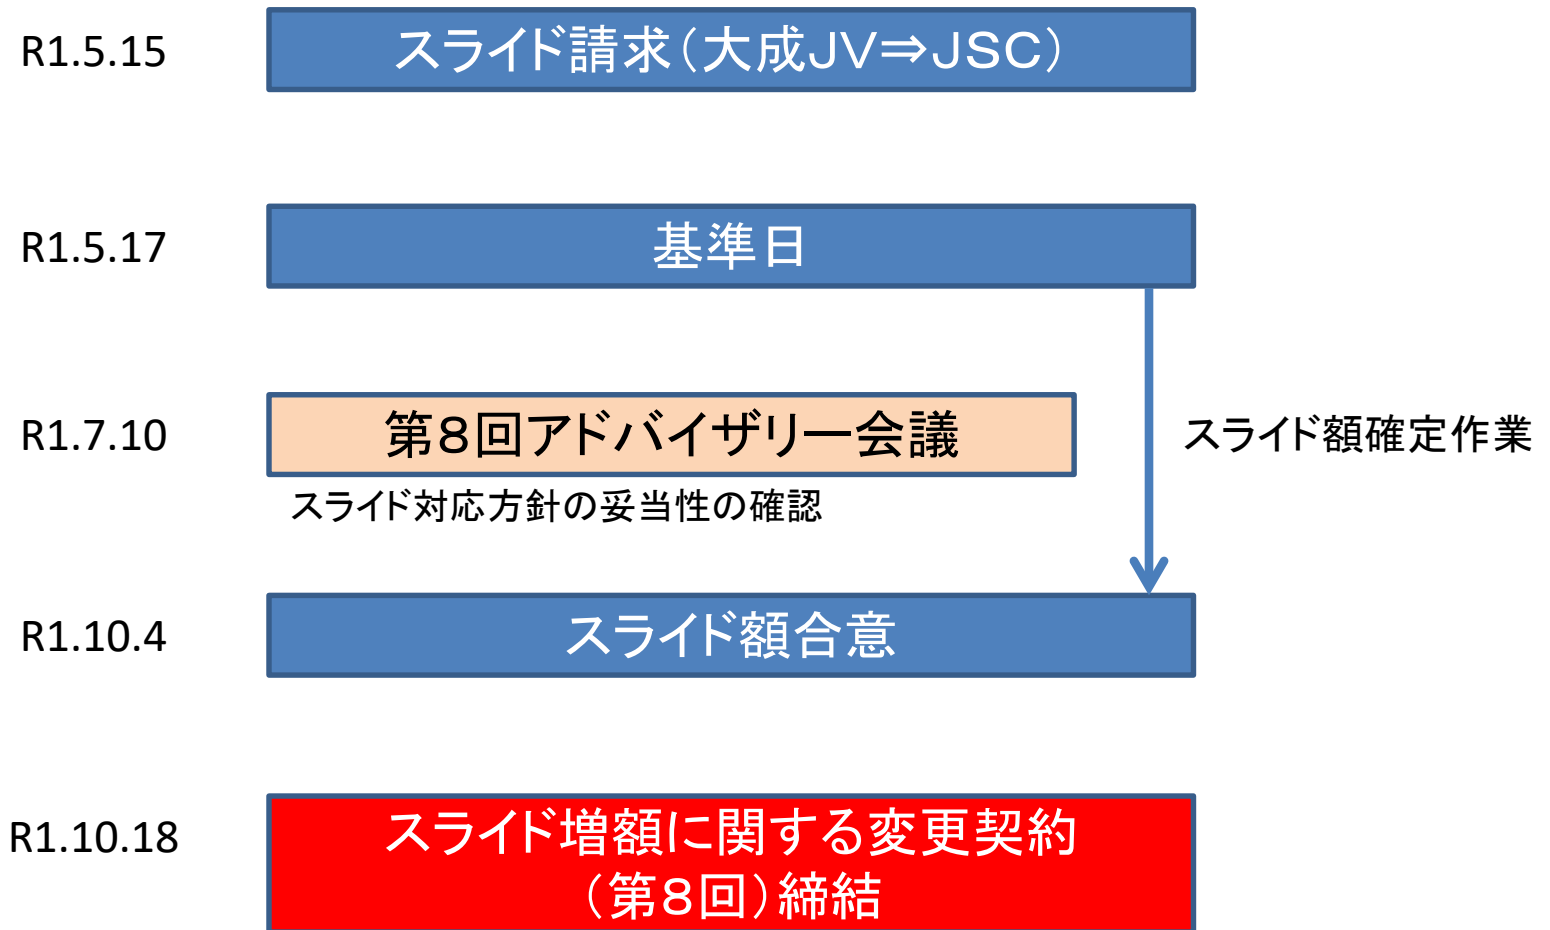 R1.5.15
スライド請求（大成ＪＶ⇒ＪＳＣ）
R1.5.17
基準日
R1.7.10
第８回アドバイザリー会議
スライド額確定作業
スライド対応方針の妥当性の確認
R1.10.4
スライド額合意
R1.10.18
スライド増額に関する変更契約
（第８回）締結